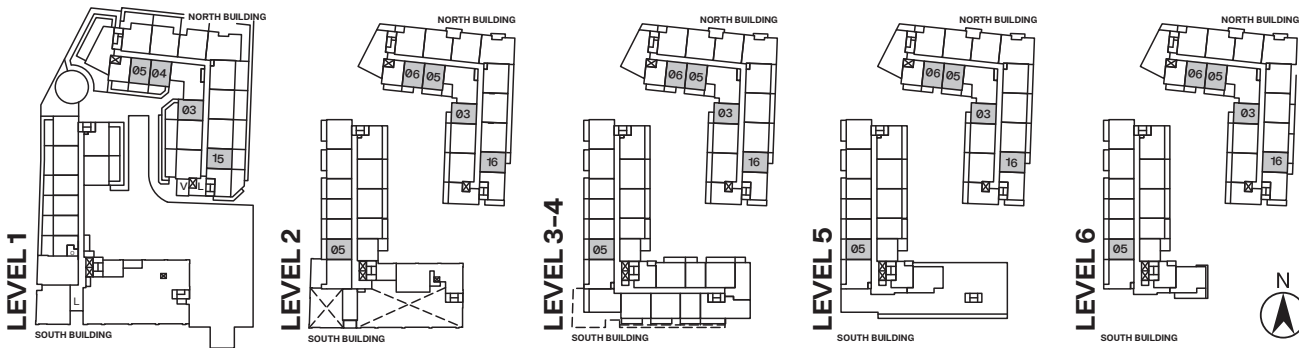 LEVEL 1
NORTH BUILDING
05 04
03
15
V L
L
SOUTH BUILDING
LEVEL 2
NORTH BUILDING
06 05
03
16
05
SOUTH BUILDING
LEVEL 3-4
NORTH BUILDING
06 05
03
16
05
SOUTH BUILDING
LEVEL 5
NORTH BUILDING
06 05
03
16
05
SOUTH BUILDING
LEVEL 6
NORTH BUILDING
06 05
03
16
05
SOUTH BUILDING
N